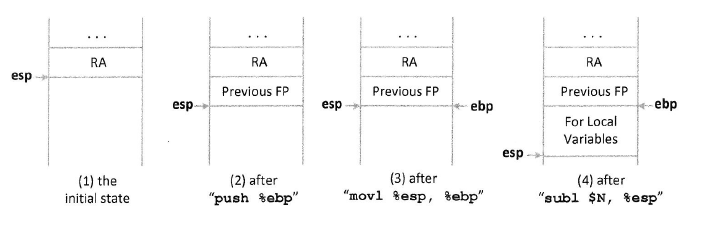 ...
RA
esp
(1) the
initial state
...
RA
Previous FP
esp
(2) after
"push %ebp"
...
RA
Previous FP
esp
ebp
(3) after
"movl %esp, %ebp"
...
RA
Previous FP
ebp
For Local
Variables
esp
(4) after
"subl $N, %esp"